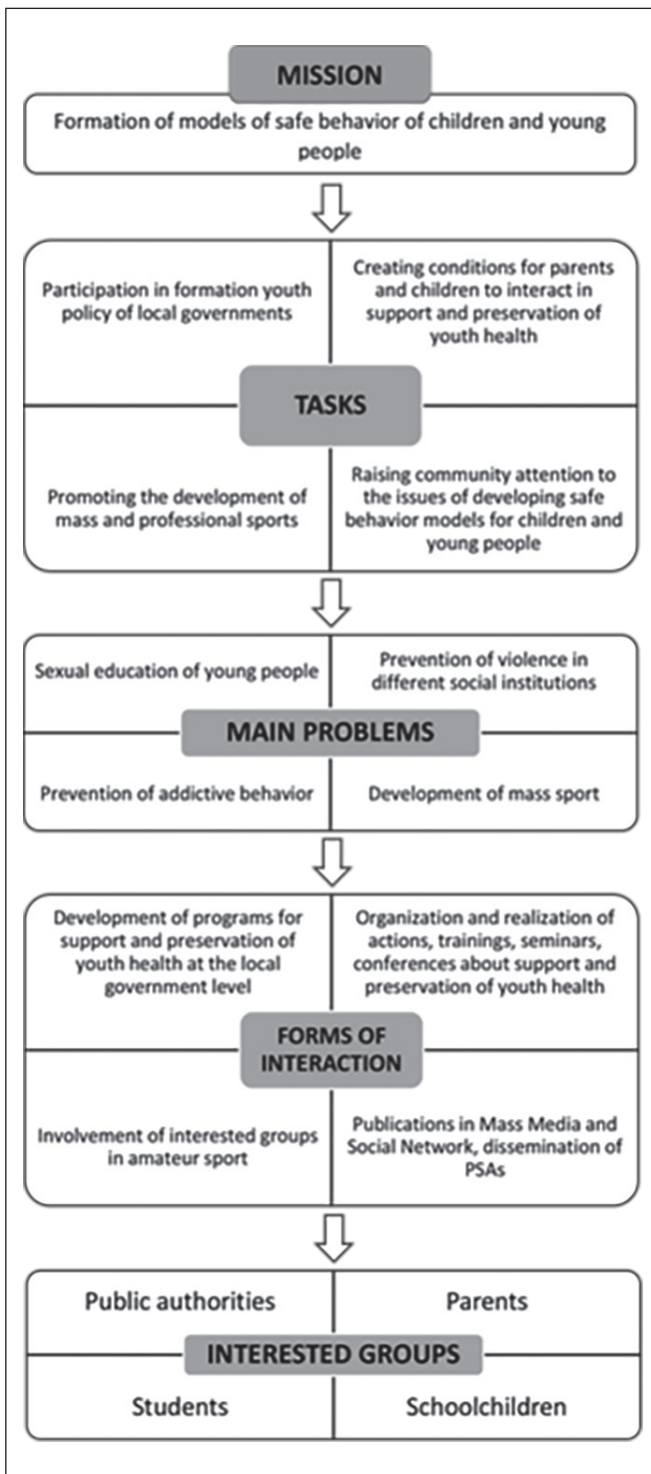 MISSION
Formation of models of safe behavior of children and young
people
Participation in formation youth
policy of local governments
Creating conditions for parents
and children to interact in
support and preservation of
youth health
TASKS
Promoting the development of
mass and professional sports
Raising community attention to
the issues of developing safe
behavior models for children and
young people
Sexual education of young people
Prevention of violence in
different social institutions
MAIN PROBLEMS
Prevention of addictive behavior
Development of mass sport
Development of programs for
support and preservation of
youth health at the local
government level
Organization and realization of
actions, trainings, seminars,
conferences about support and
preservation of youth health
FORMS OF
INTERACTION
Involvement of interested groups
in amateur sport
Publications in Mass Media and
Social Network, dissemination of
PSAs
Public authorities
Parents
INTERESTED GROUPS
Students
Schoolchildren